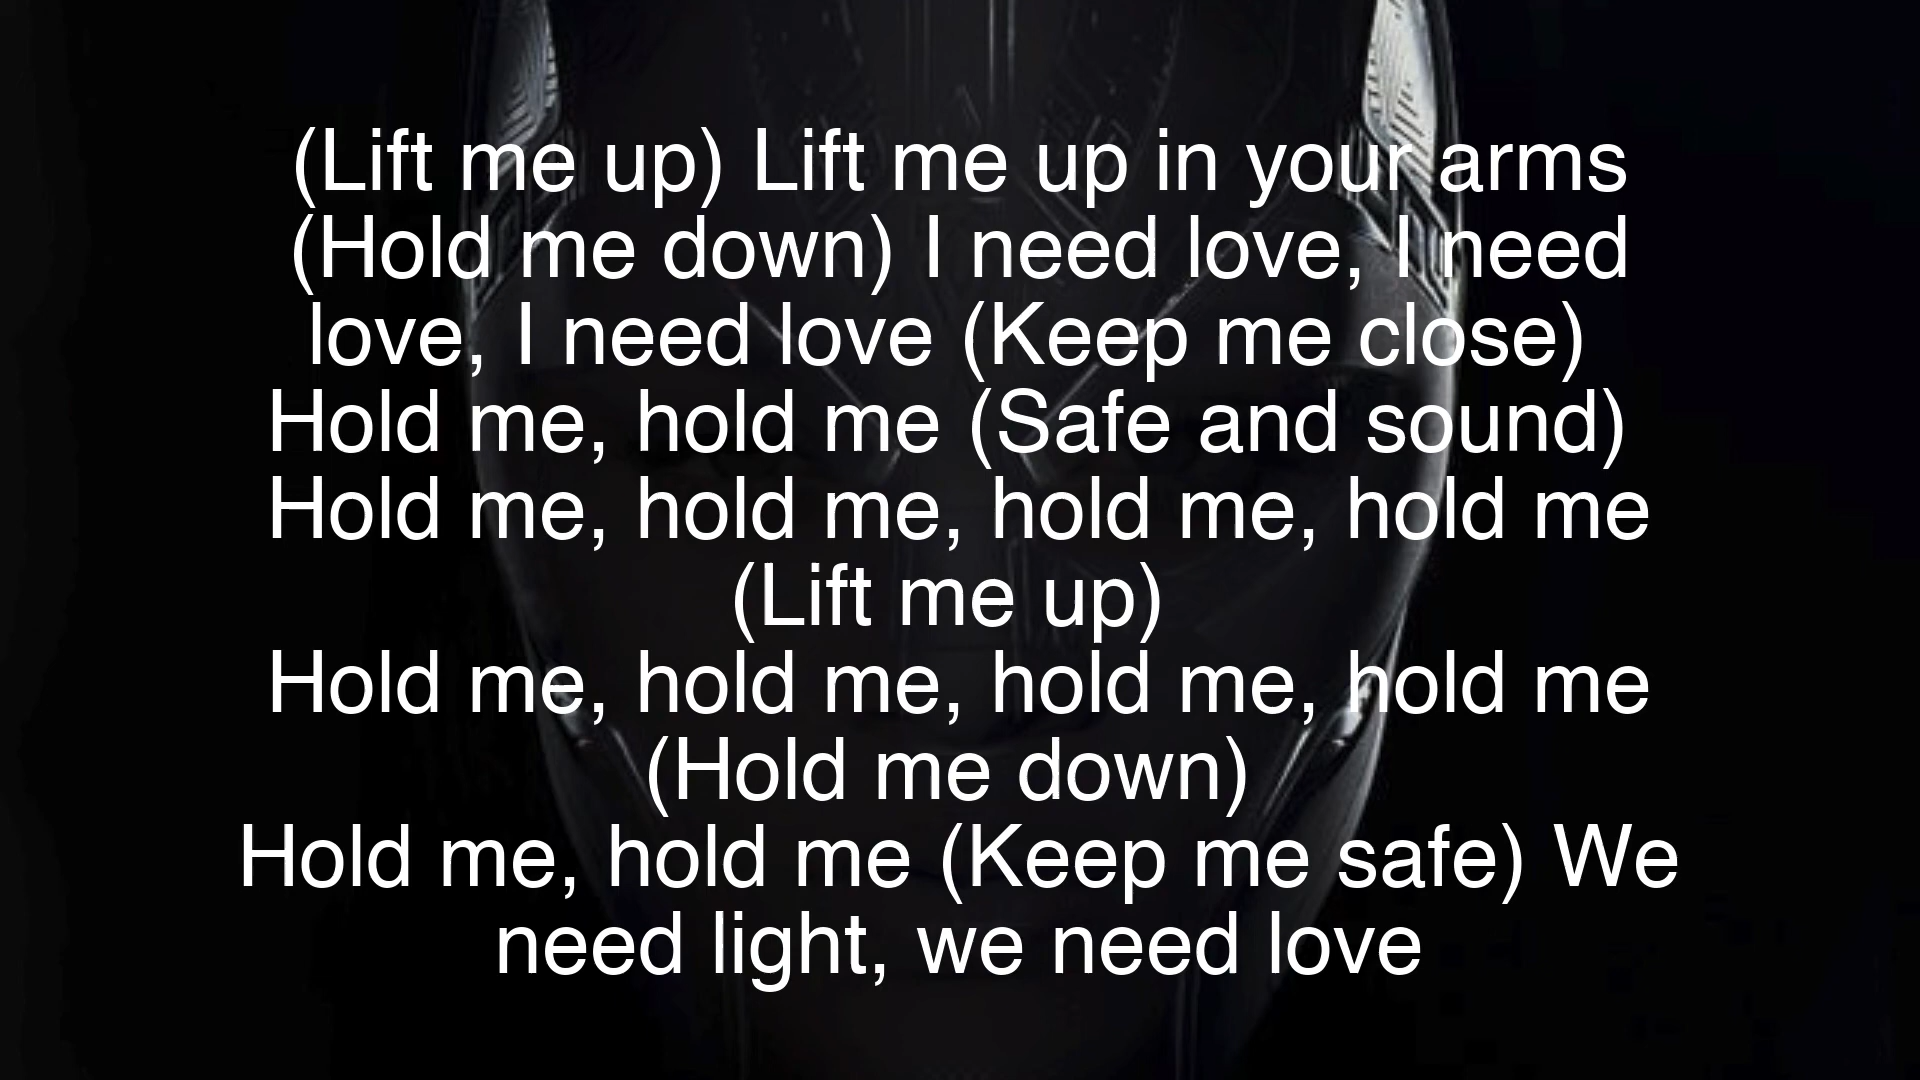 (Lift me up) Lift me up in your arms
(Hold me down) I need love, I need
love, I need love (Keep me close)
Hold me, hold me (Safe and sound)
Hold me, hold me, hold me, hold me
(Lift me up)
Hold me, hold me, hold me, hold me
(Hold me down)
Hold me, hold me (Keep me safe) We
need light, we need love